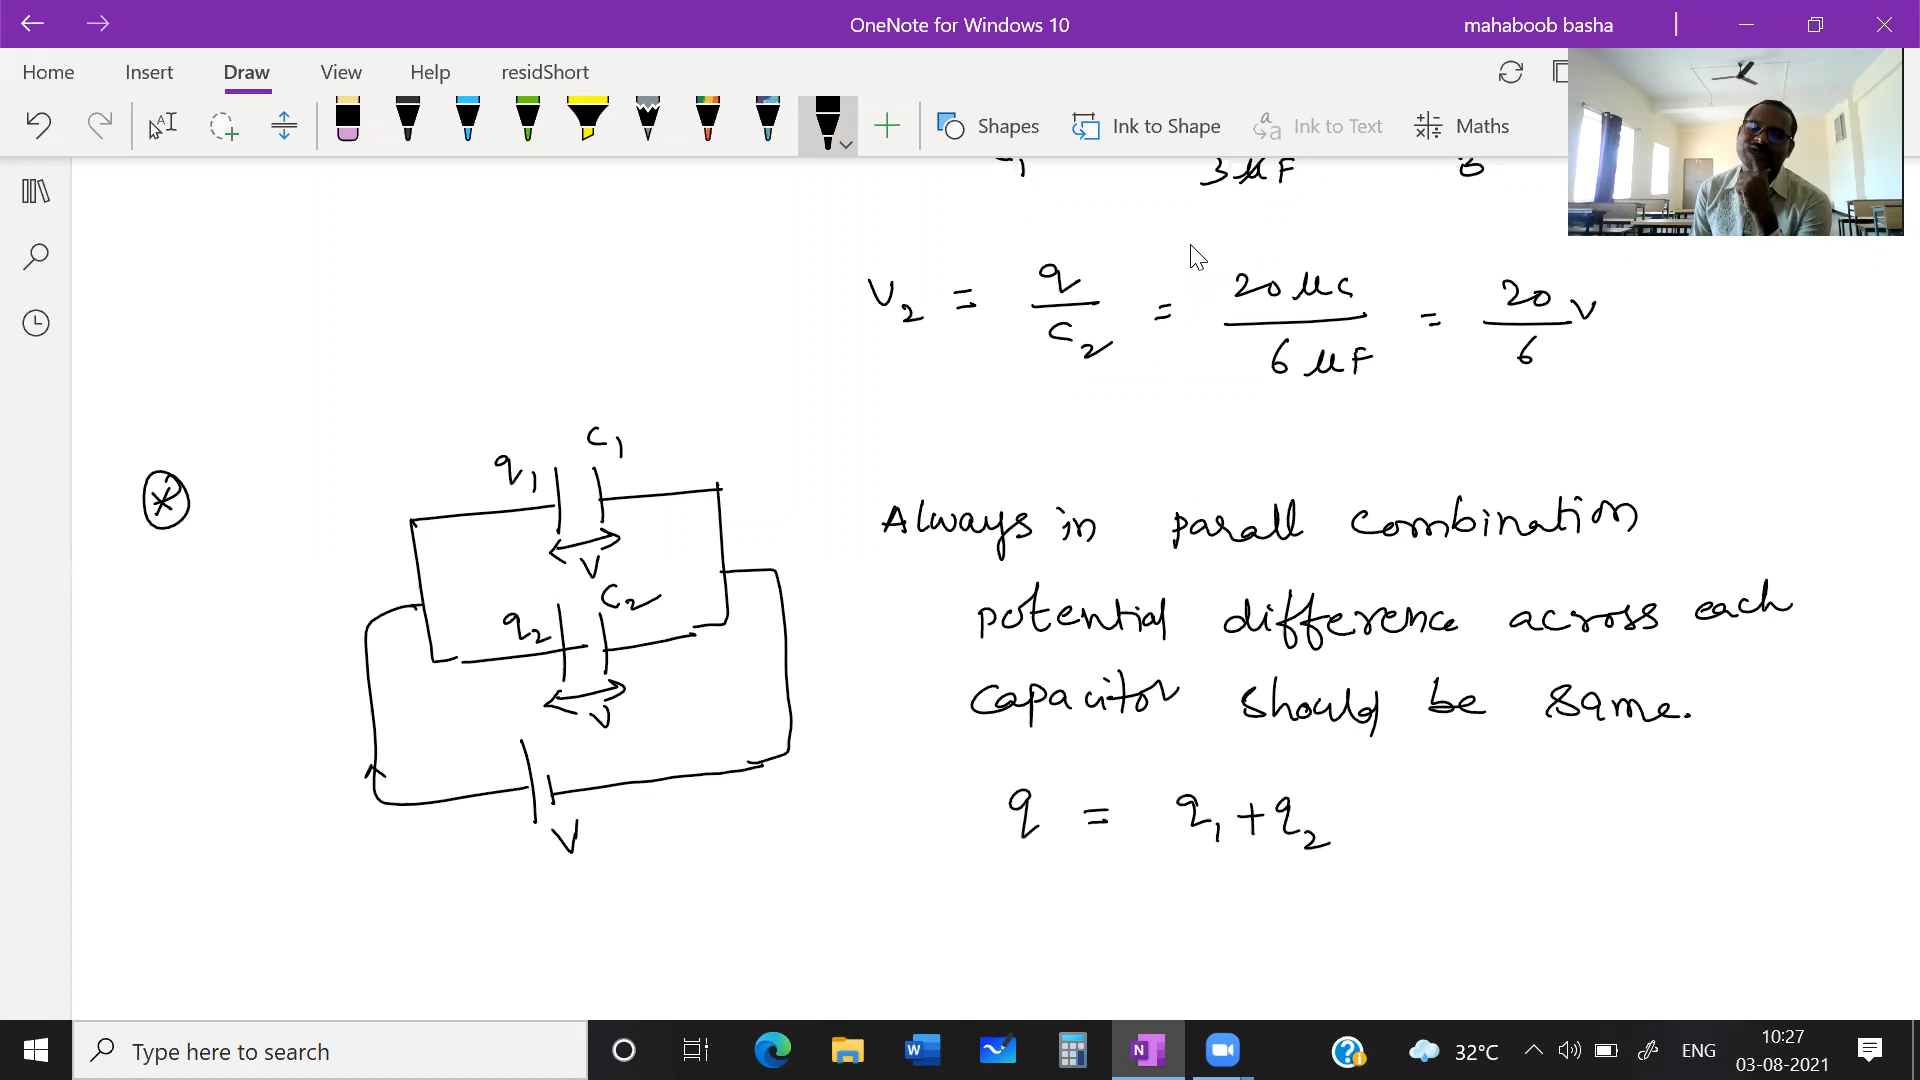 OneNote for Windows 10
mahaboob basha
Home Insert Draw View Help residShort
Shapes Ink to Shape Ink to Text Maths
3 μF
V2 = q/C2 = 20 μC/6 μF = 20/6 V
C1
q1
V
C2
q2
V
V
Always in parall combination
potential difference across each
capacitor should be same.
q = q1 + q2
Type here to search
32°C ENG 10:27
03-08-2021